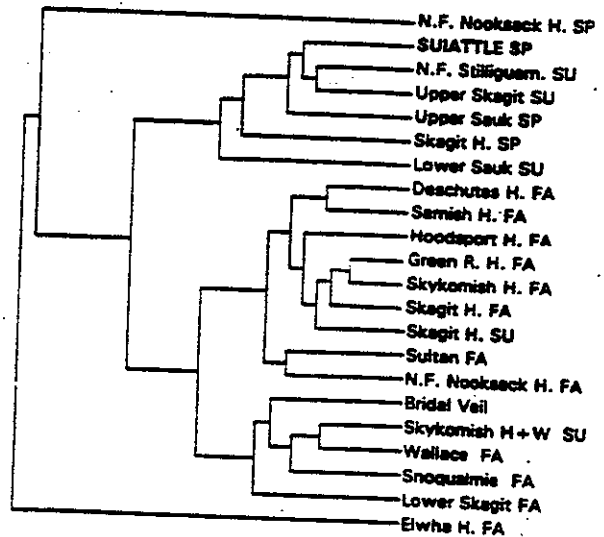 N.F. Nooksack H. SP
SUIATTLE SP
N.F. Stilliguam. SU
Upper Skagit SU
Upper Sauk SP
Skagit H. SP
Lower Sauk SU
Deschutes H. FA
Samish H. FA
Hoodsport H. FA
Green R. H. FA
Skykomish H. FA
Skagit H. FA
Skagit H. SU
Sultan FA
N.F. Nooksack H. FA
Bridal Veil
Skykomish H+W SU
Wallace FA
Snoqualmie FA
Lower Skagit FA
Elwha H. FA